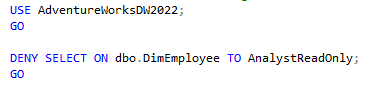 USE AdventureWorksDW2022;
GO
DENY SELECT ON dbo.DimEmployee TO AnalystReadOnly;
GO